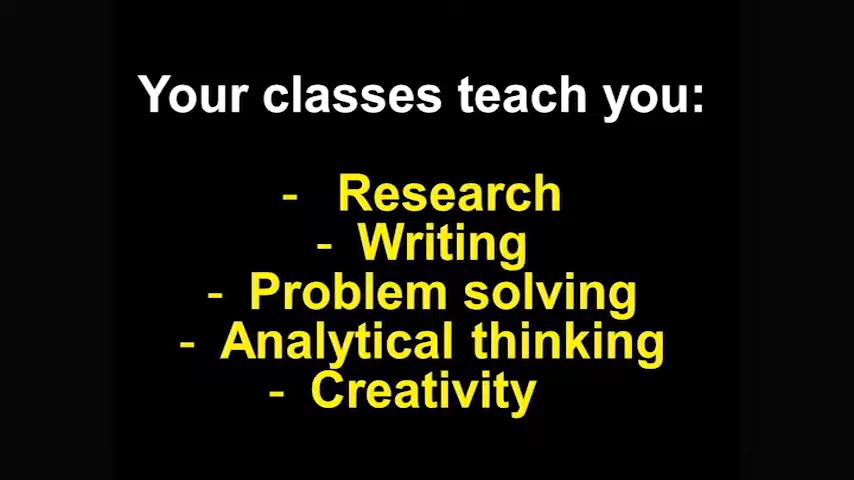 Your classes teach you:
- Research
- Writing
- Problem solving
- Analytical thinking
- Creativity